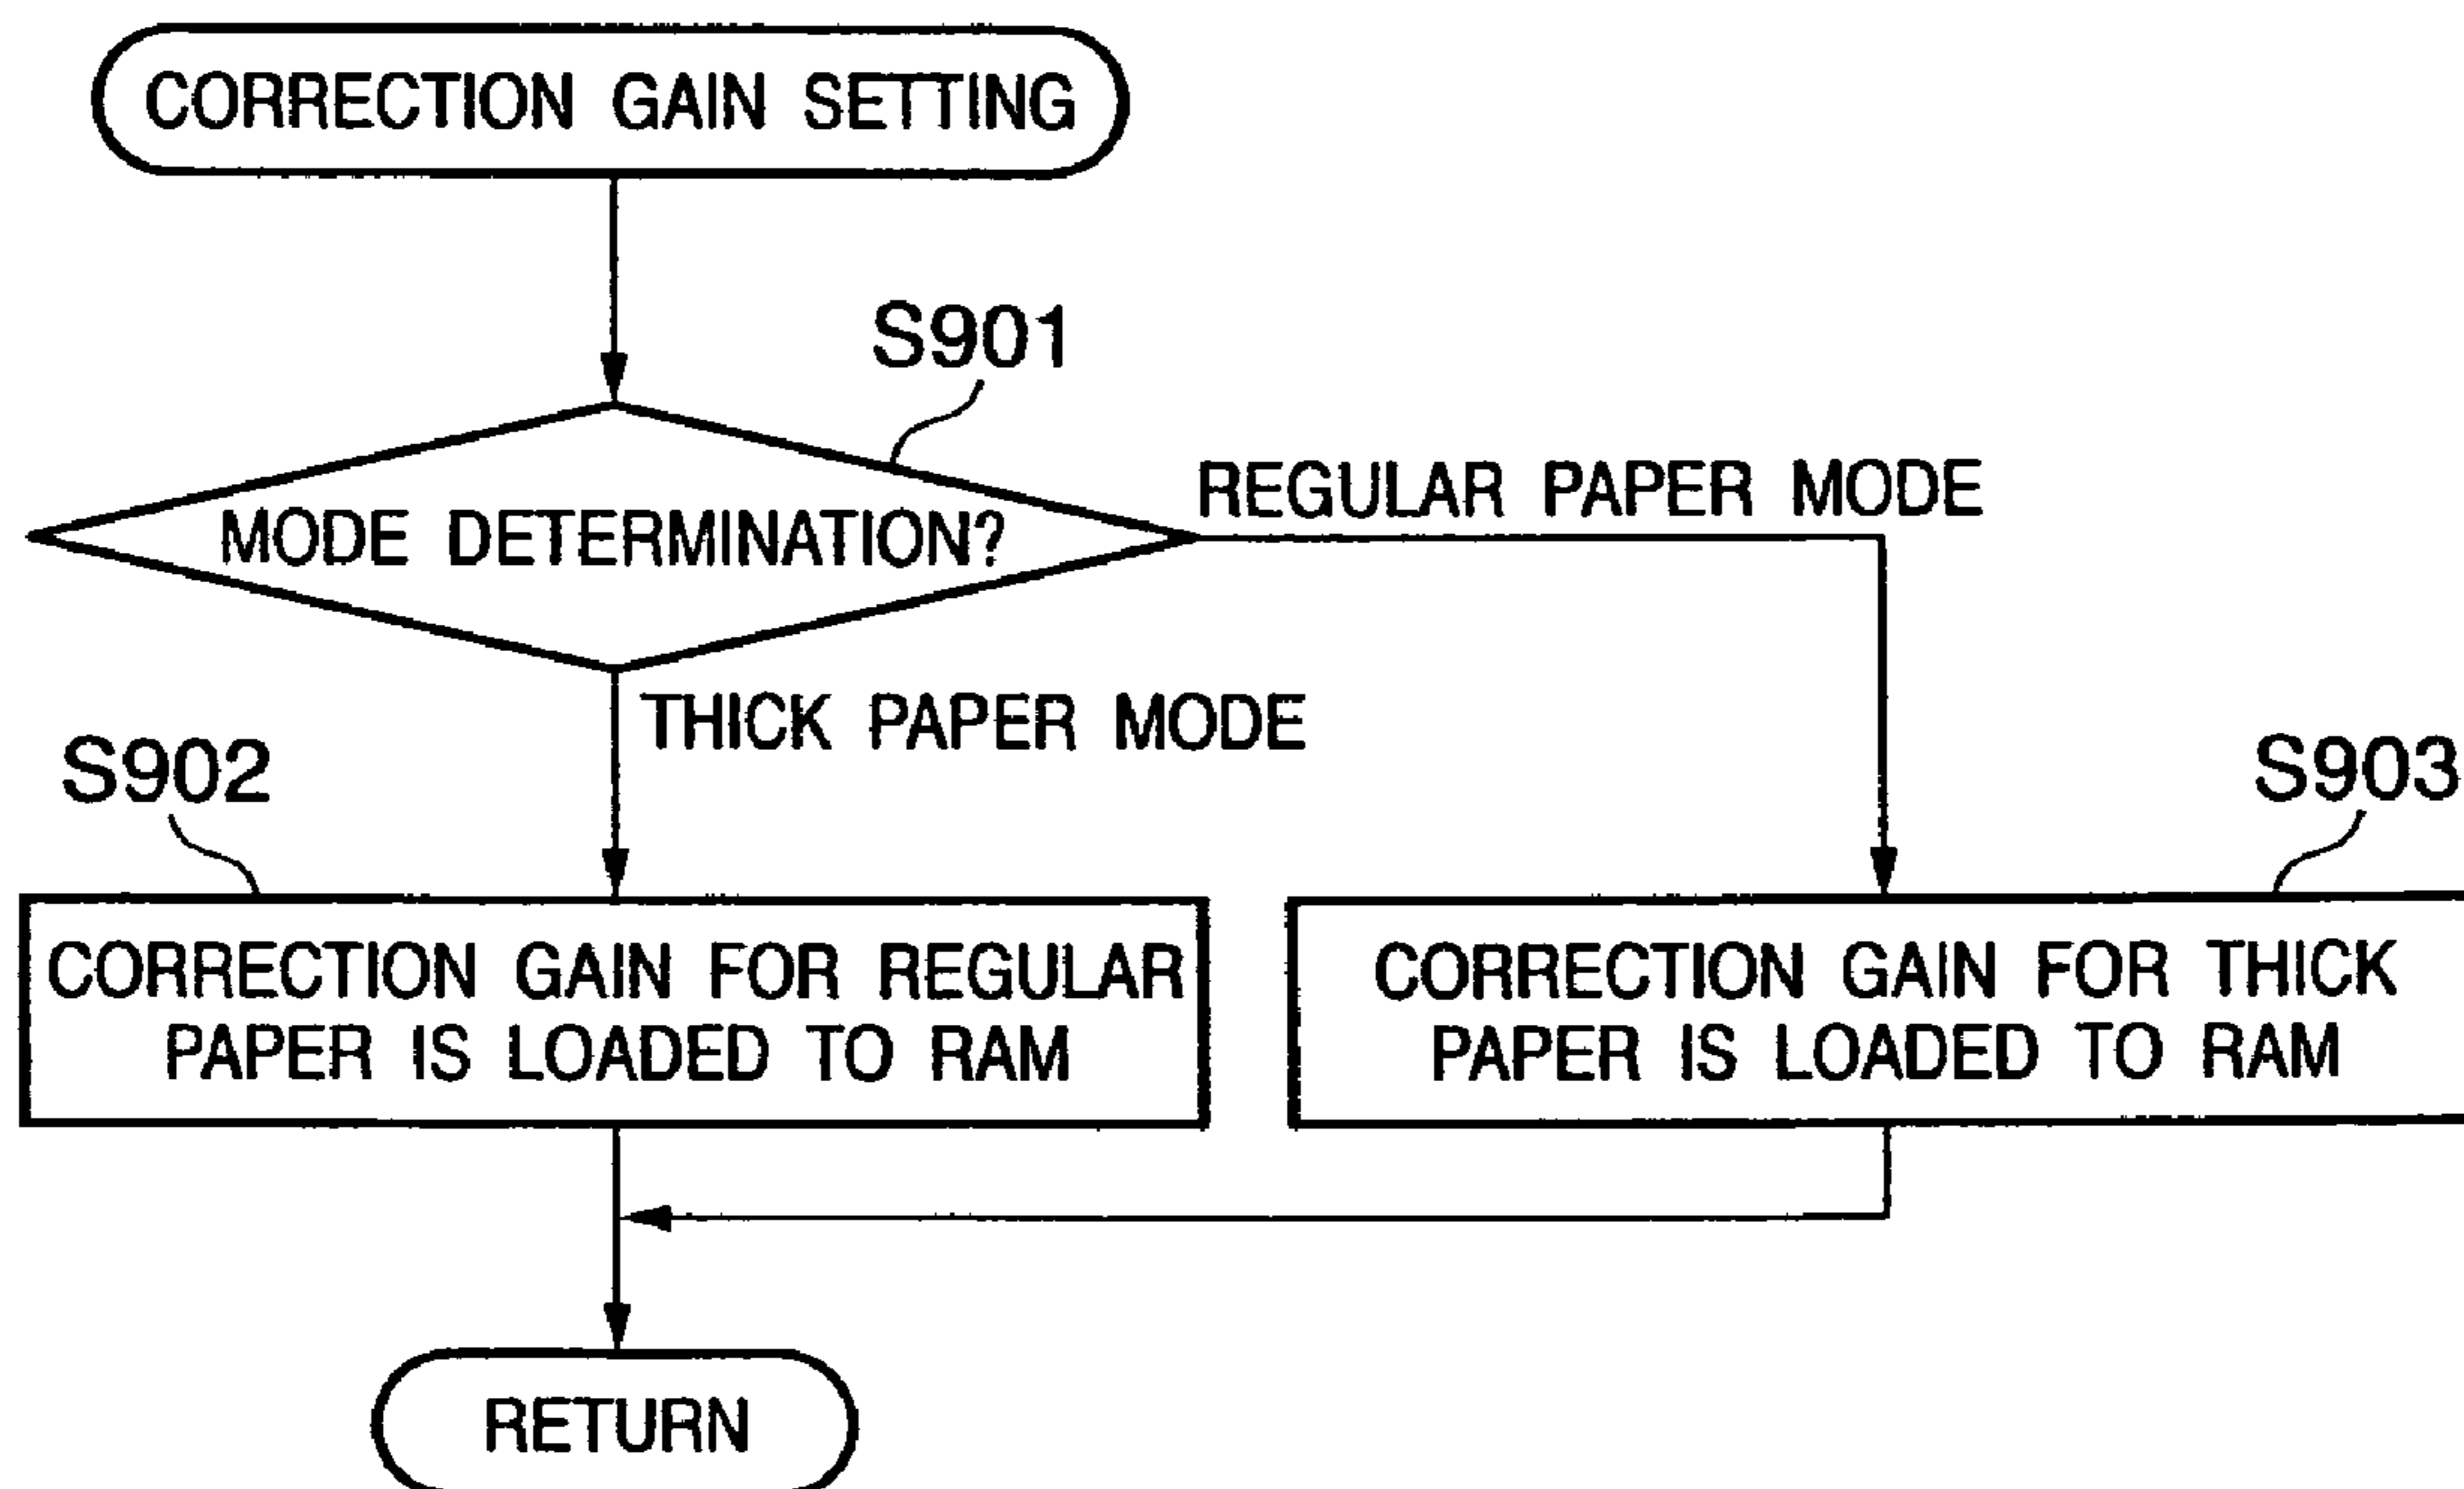 CORRECTION GAIN SETTING
S901
MODE DETERMINATION?
REGULAR PAPER MODE
THICK PAPER MODE
S902
S903
CORRECTION GAIN FOR REGULAR
PAPER IS LOADED TO RAM
CORRECTION GAIN FOR THICK
PAPER IS LOADED TO RAM
RETURN